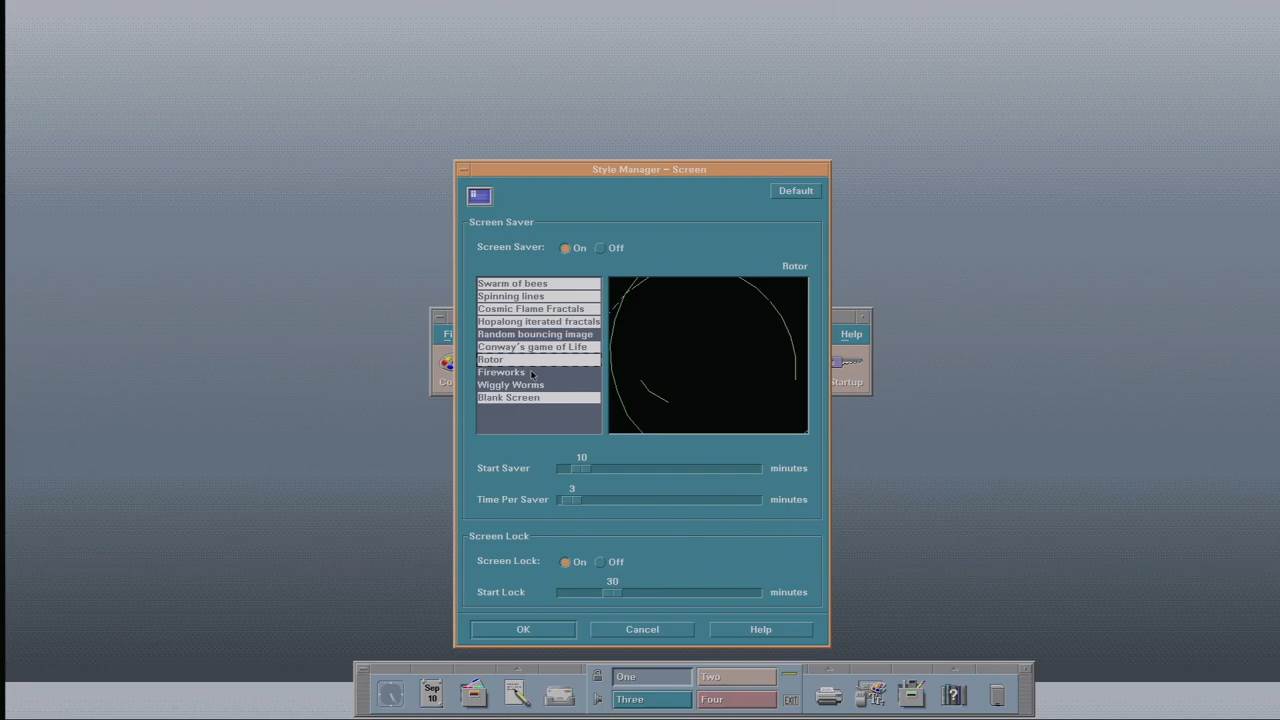 Style Manager – Screen
Default
Screen Saver
Screen Saver: On Off
Rotor
Swarm of bees
Spinning lines
Cosmic Flame Fractals
Hopalong iterated fractals
Random bouncing image
Conway's game of Life
Rotor
Fireworks
Wiggly Worms
Blank Screen
Fi
Help
Co
Startup
10
Start Saver minutes
3
Time Per Saver minutes
Screen Lock
Screen Lock: On Off
30
Start Lock minutes
OK Cancel Help
One Two
Sep
10
Three Four
EXIT